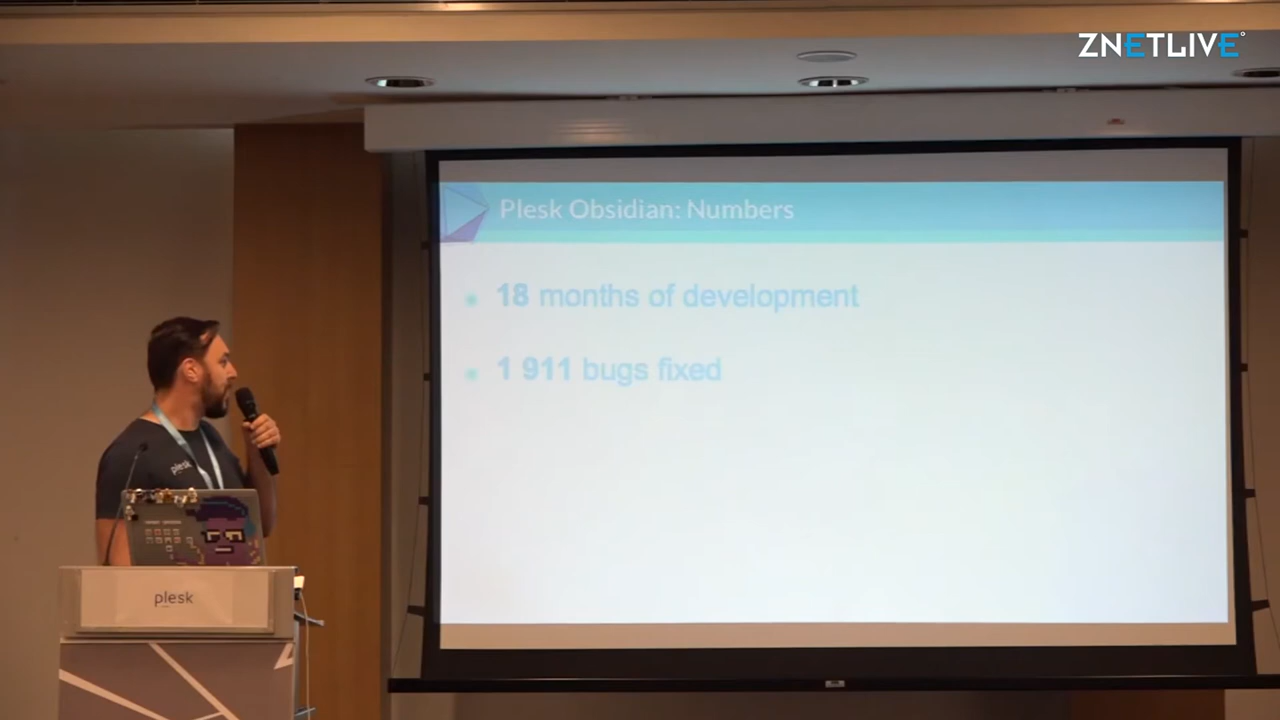 ZNETLIVE
Plesk Obsidian: Numbers
18 months of development
1 911 bugs fixed
plesk
plesk